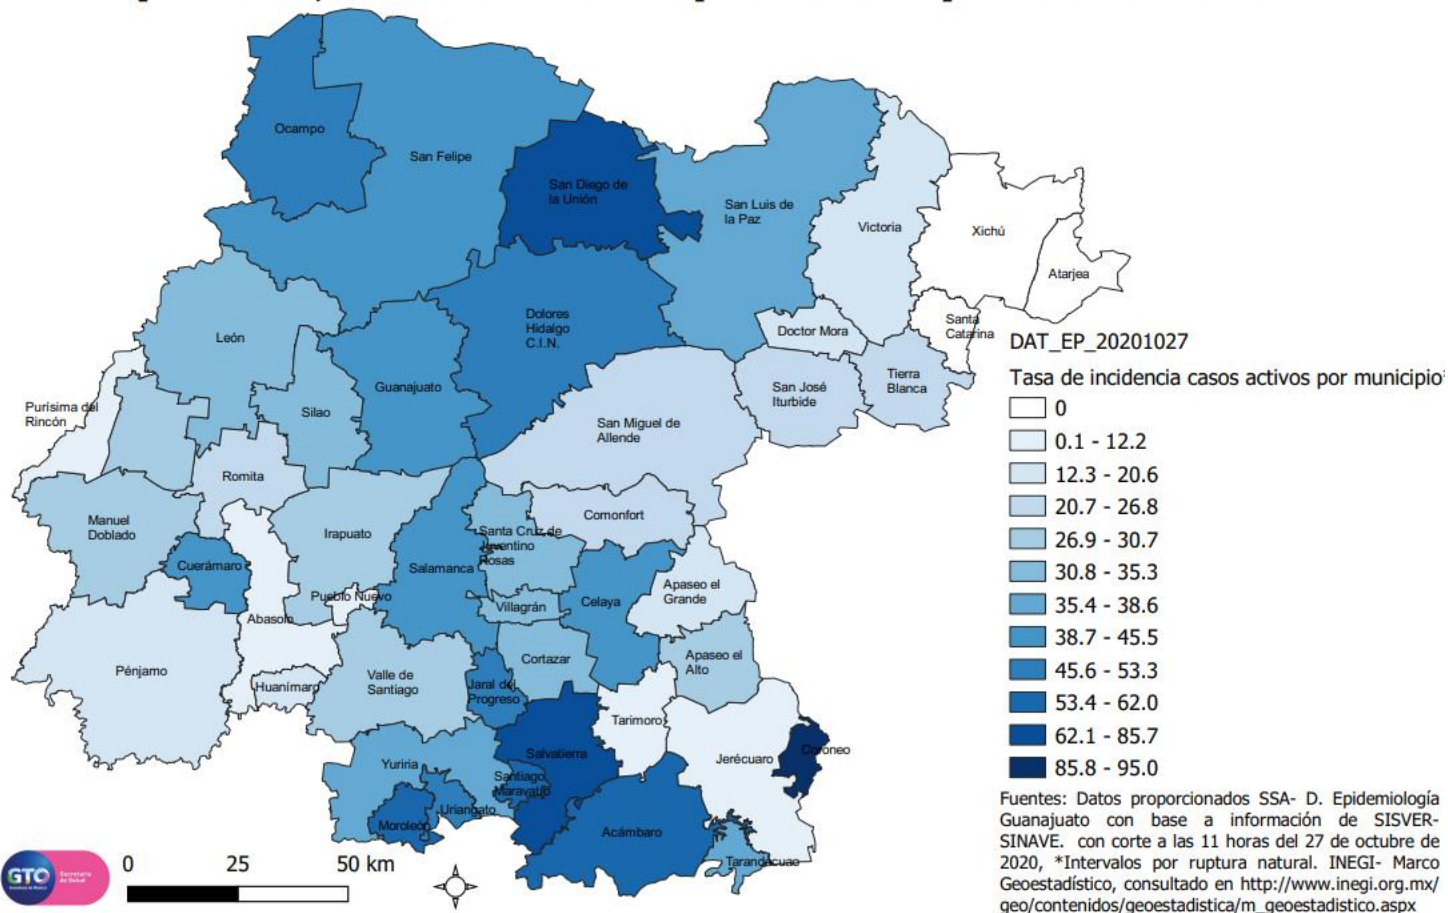 Ocampo
San Felipe
San Diego de
la Unión
San Luis de
la Paz
Victoria
Xichú
Atarjea
Santa
Catarina
Doctor Mora
Dolores
Hidalgo
C.I.N.
León
Guanajuato
Silao
San José
Iturbide
Tierra
Blanca
Purísima del
Rincón
San Miguel de
Allende
Romita
Manuel
Doblado
Irapuato
Comonfort
Santa Cruz de
Juventino
Rosas
Cuerámaro
Salamanca
Pueblo Nuevo
Abasolo
Villagrán
Celaya
Apaseo el
Grande
Pénjamo
Huanímaro
Valle de
Santiago
Cortazar
Apaseo el
Alto
Jaral del
Progreso
Tarimoro
Salvatierra
Jerécuaro
Coroneo
Yuriria
Santiago
Maravatío
Uriangato
Moroleón
Acámbaro
Tarandacuao
DAT_EP_20201027
Tasa de incidencia casos activos por municipio*
0
0.1 - 12.2
12.3 - 20.6
20.7 - 26.8
26.9 - 30.7
30.8 - 35.3
35.4 - 38.6
38.7 - 45.5
45.6 - 53.3
53.4 - 62.0
62.1 - 85.7
85.8 - 95.0
Fuentes: Datos proporcionados SSA- D. Epidemiología
Guanajuato con base a información de SISVER-
SINAVE. con corte a las 11 horas del 27 de octubre de
2020, *Intervalos por ruptura natural. INEGI- Marco
Geoestadístico, consultado en http://www.inegi.org.mx/
geo/contenidos/geoestadistica/m_geoestadistico.aspx
GTO
Secretaría
de Salud
0 25 50 km